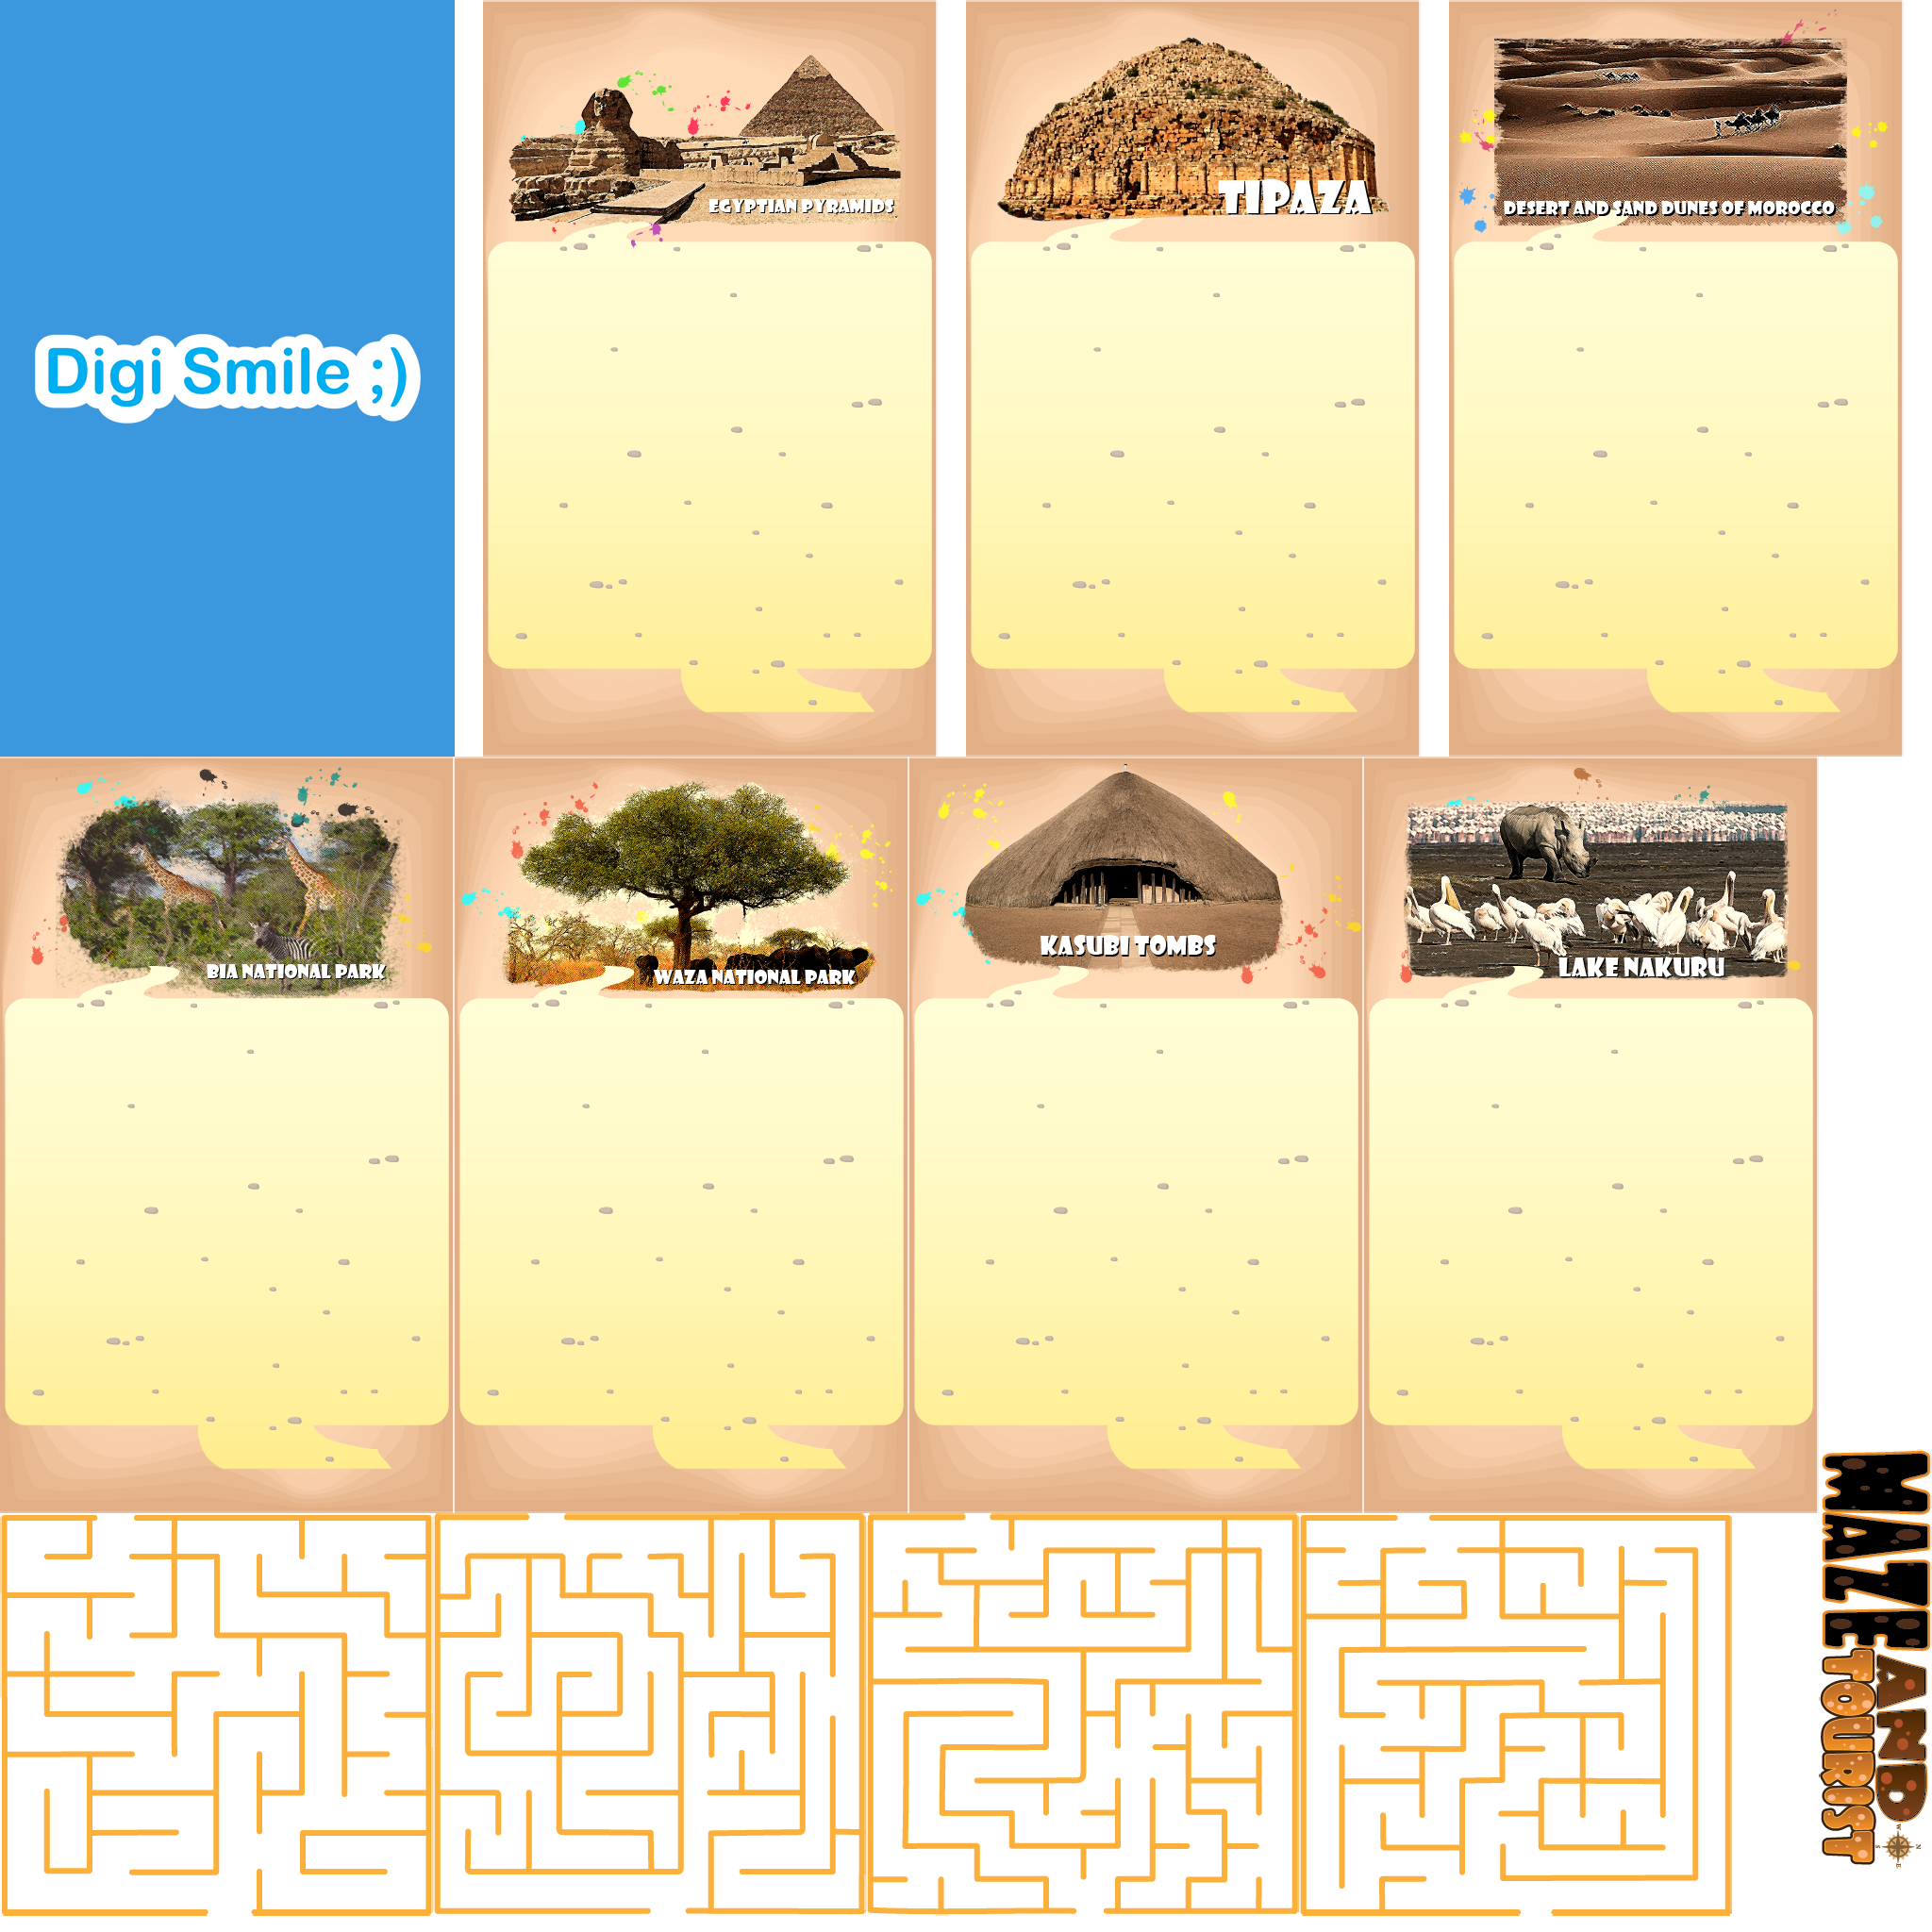 Digi Smile ;)
EGYPTIAN PYRAMIDS
TIPAZA
DESERT AND SAND DUNES OF MOROCCO
BIA NATIONAL PARK
WAZA NATIONAL PARK
KASUBI TOMBS
LAKE NAKURU
MAZE AND
TOURIST
N
W
E
S